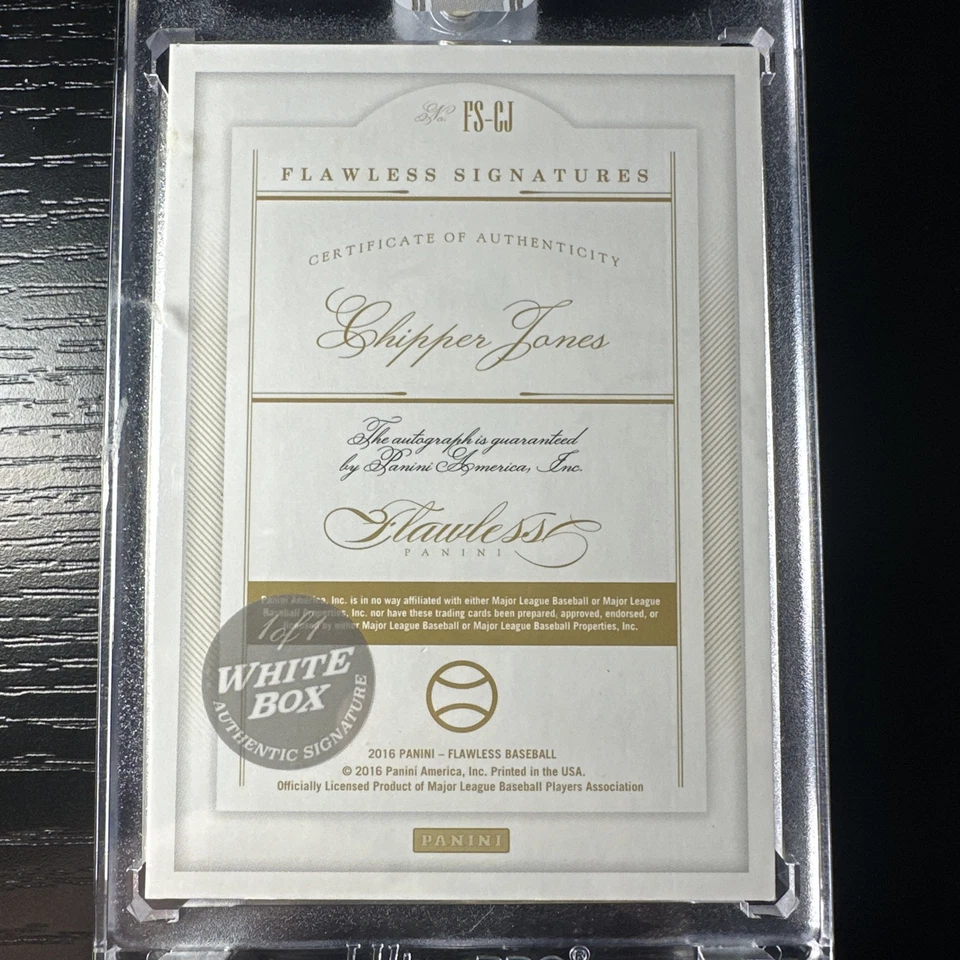 No. FS-CJ
FLAWLESS SIGNATURES
CERTIFICATE OF AUTHENTICITY
Chipper Jones
The autograph is guaranteed
by Panini America, Inc.
Flawless
PANINI
Panini America, Inc. is in no way affiliated with either Major League Baseball or Major League
Baseball Properties, Inc. nor have these trading cards been prepared, approved, endorsed, or
licensed by either Major League Baseball or Major League Baseball Properties, Inc.
1 of 1
WHITE
BOX
AUTHENTIC SIGNATURE
2016 PANINI – FLAWLESS BASEBALL
© 2016 Panini America, Inc. Printed in the USA.
Officially Licensed Product of Major League Baseball Players Association
PANINI